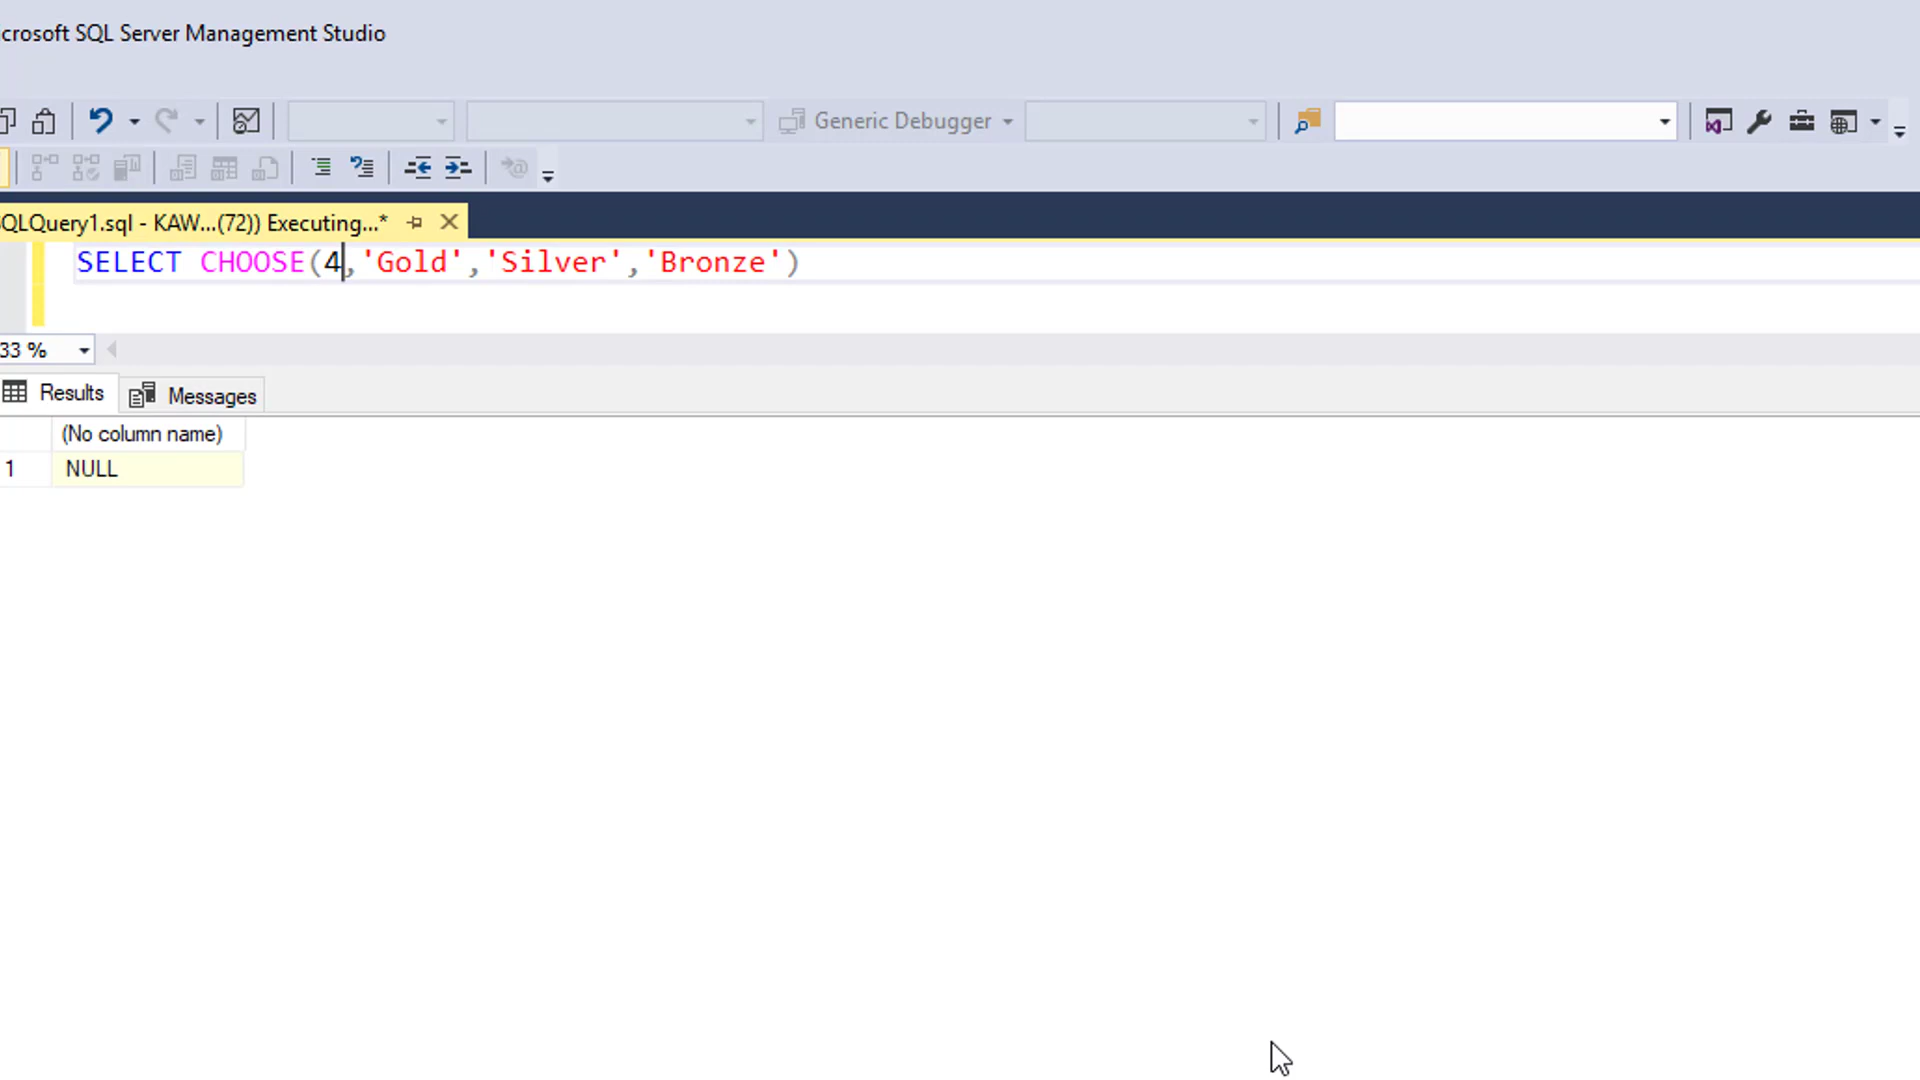 crosoft SQL Server Management Studio
Generic Debugger
QLQuery1.sql - KAW...(72)) Executing...*
SELECT CHOOSE(4,'Gold','Silver','Bronze')
33 %
Results Messages
(No column name)
1 NULL